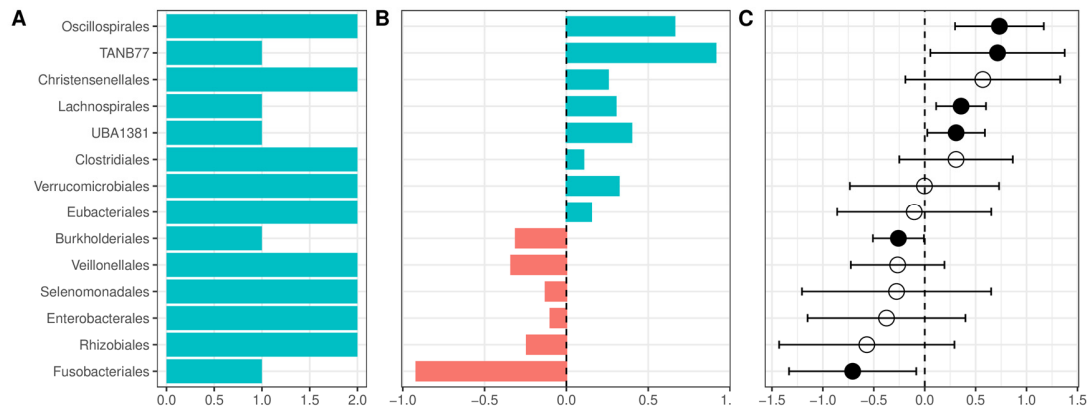 A
B
C
Oscillospirales
TANB77
Christensenellales
Lachnospirales
UBA1381
Clostridiales
Verrucomicrobiales
Eubacteriales
Burkholderiales
Veillonellales
Selenomonadales
Enterobacterales
Rhizobiales
Fusobacteriales
0.0 0.5 1.0 1.5 2.0
−1.0 −0.5 0.0 0.5 1.
−1.5 −1.0 −0.5 0.0 0.5 1.0 1.5